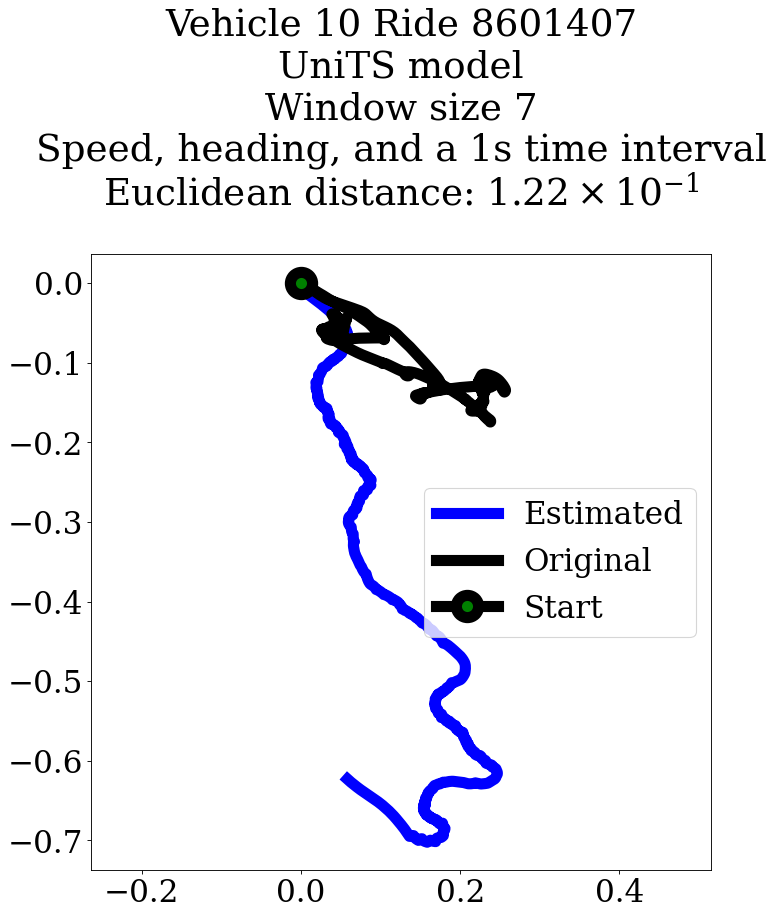 Vehicle 10 Ride 8601407
UniTS model
Window size 7
Speed, heading, and a 1s time interval
Euclidean distance: 1.22 × 10⁻¹
0.0
−0.1
−0.2
−0.3
−0.4
−0.5
−0.6
−0.7
Estimated
Original
Start
−0.2 0.0 0.2 0.4